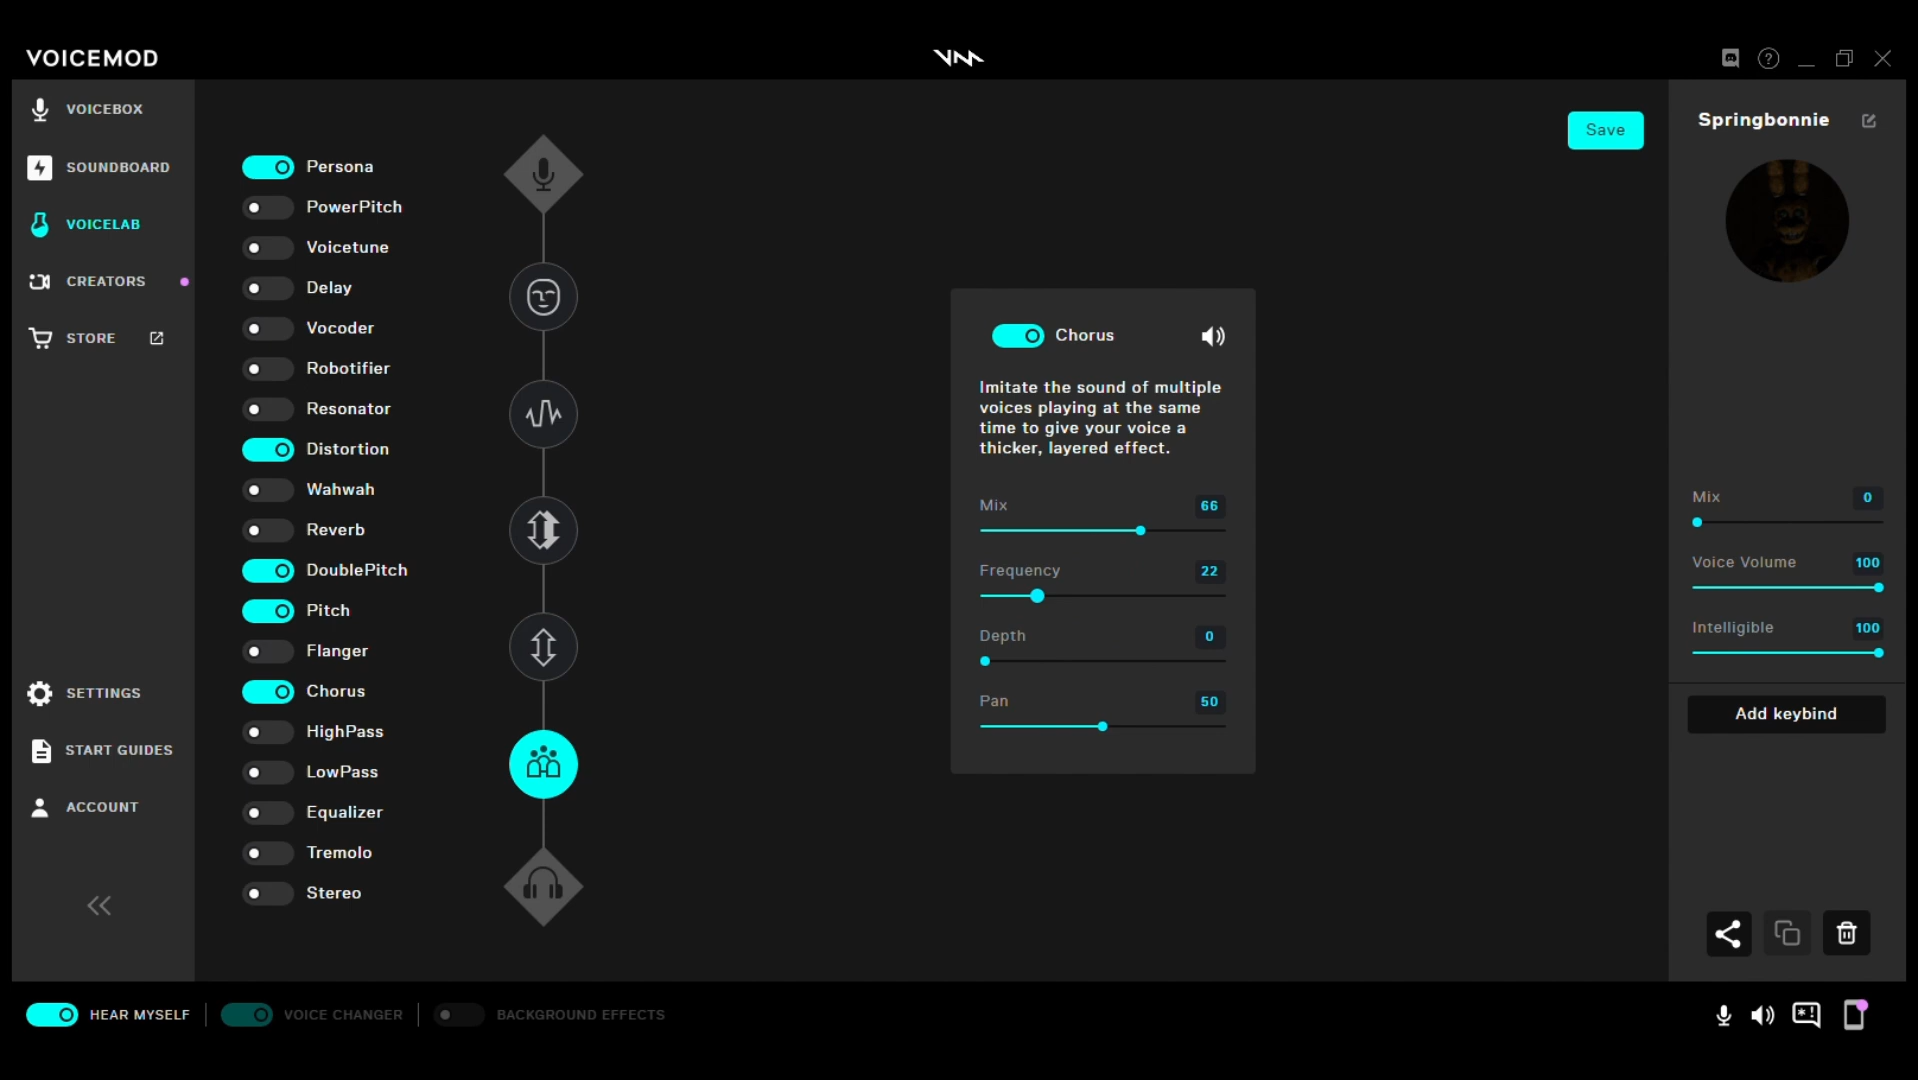 VOICEMOD
VOICEBOX
SOUNDBOARD
VOICELAB
CREATORS
STORE
SETTINGS
START GUIDES
ACCOUNT
Persona
PowerPitch
Voicetune
Delay
Vocoder
Robotifier
Resonator
Distortion
Wahwah
Reverb
DoublePitch
Pitch
Flanger
Chorus
HighPass
LowPass
Equalizer
Tremolo
Stereo
Chorus
Imitate the sound of multiple
voices playing at the same
time to give your voice a
thicker, layered effect.
Mix 66
Frequency 22
Depth 0
Pan 50
Save
Springbonnie
Mix 0
Voice Volume 100
Intelligible 100
Add keybind
HEAR MYSELF
VOICE CHANGER
BACKGROUND EFFECTS